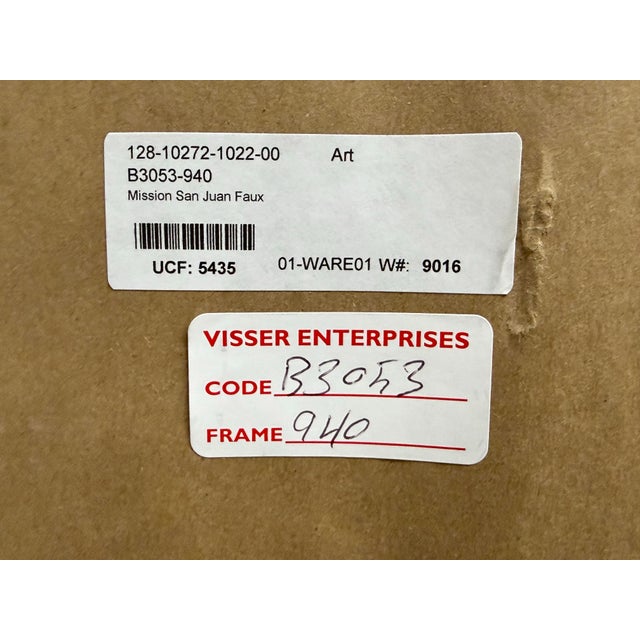 128-10272-1022-00 Art
B3053-940
Mission San Juan Faux
UCF: 5435 01-WARE01 W#: 9016
VISSER ENTERPRISES
CODE B3053
FRAME 940